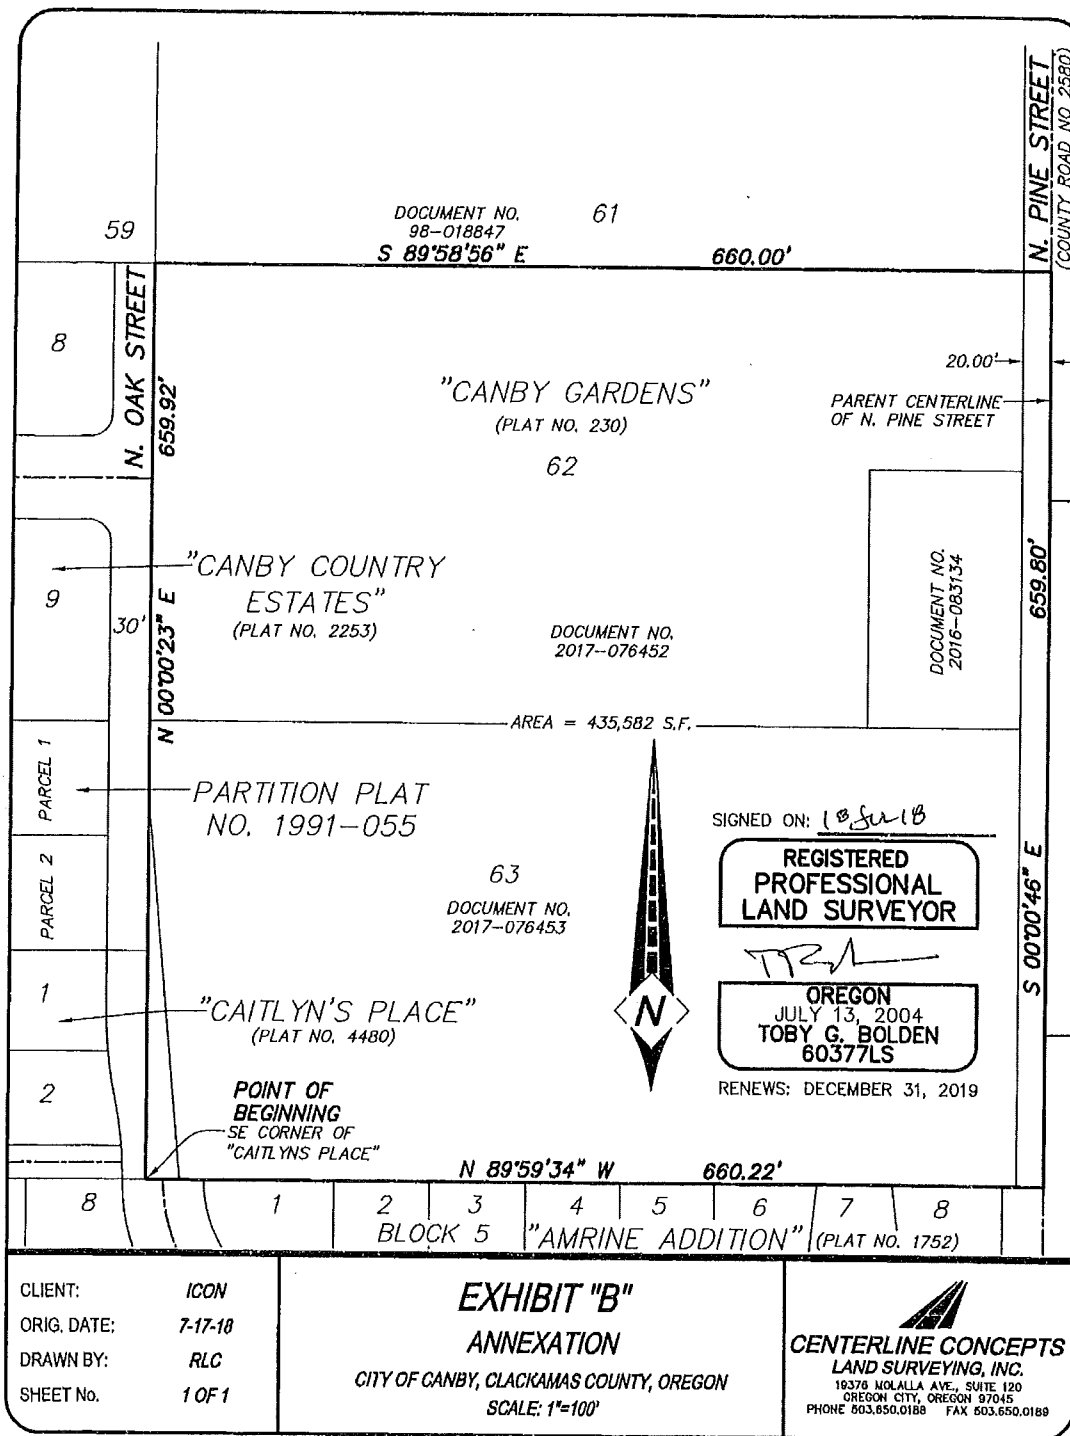 N. PINE STREET
(COUNTY ROAD NO. 2580)
59
DOCUMENT NO.
98-018847
61
S 89°58'56" E 660.00'
8
N. OAK STREET
659.92'
"CANBY GARDENS"
(PLAT NO. 230)
62
20.00'
PARENT CENTERLINE
OF N. PINE STREET
"CANBY COUNTRY
ESTATES"
(PLAT NO. 2253)
9
30'
N 00°00'23" E
DOCUMENT NO.
2017-076452
DOCUMENT NO.
2016-083134
659.80'
AREA = 435,582 S.F.
PARCEL 1
PARTITION PLAT
NO. 1991-055
PARCEL 2
63
DOCUMENT NO.
2017-076453
SIGNED ON: 18 Jul 18
REGISTERED
PROFESSIONAL
LAND SURVEYOR
OREGON
JULY 13, 2004
TOBY G. BOLDEN
60377LS
RENEWS: DECEMBER 31, 2019
S 00°00'46" E
N
1
"CAITLYN'S PLACE"
(PLAT NO. 4480)
2
POINT OF
BEGINNING
SE CORNER OF
"CAITLYNS PLACE"
N 89°59'34" W 660.22'
8 1 2 3 4 5 6 7 8
BLOCK 5 "AMRINE ADDITION" (PLAT NO. 1752)
CLIENT: ICON
ORIG. DATE: 7-17-18
DRAWN BY: RLC
SHEET No. 1 OF 1
EXHIBIT "B"
ANNEXATION
CITY OF CANBY, CLACKAMAS COUNTY, OREGON
SCALE: 1"=100'
CENTERLINE CONCEPTS
LAND SURVEYING, INC.
19376 MOLALLA AVE., SUITE 120
OREGON CITY, OREGON 97045
PHONE 503.650.0188 FAX 503.650.0189